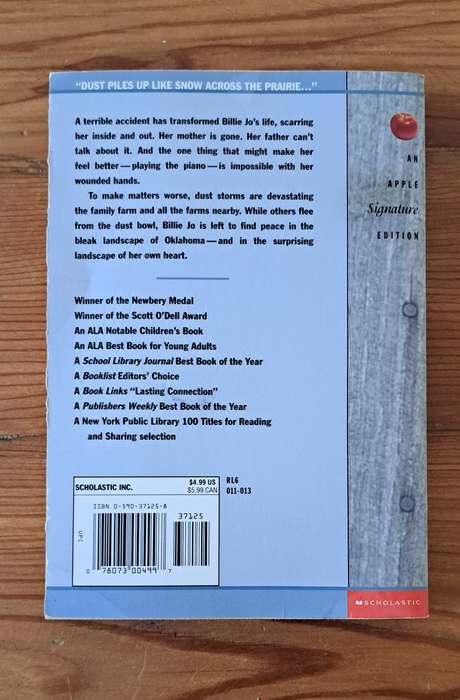 "DUST PILES UP LIKE SNOW ACROSS THE PRAIRIE..."
A terrible accident has transformed Billie Jo's life, scarring
her inside and out. Her mother is gone. Her father can't
talk about it. And the one thing that might make her
feel better—playing the piano—is impossible with her
wounded hands.
To make matters worse, dust storms are devastating
the family farm and all the farms nearby. While others flee
from the dust bowl, Billie Jo is left to find peace in the
bleak landscape of Oklahoma—and in the surprising
landscape of her own heart.
Winner of the Newbery Medal
Winner of the Scott O'Dell Award
An ALA Notable Children's Book
An ALA Best Book for Young Adults
A School Library Journal Best Book of the Year
A Booklist Editors' Choice
A Book Links "Lasting Connection"
A Publishers Weekly Best Book of the Year
A New York Public Library 100 Titles for Reading
and Sharing selection
SCHOLASTIC INC.
$4.99 US
$5.99 CAN
RL6
011-013
ISBN 0-590-37125-8
37125
UPC
0 78073 00499 7
AN
APPLE
Signature
EDITION
SCHOLASTIC